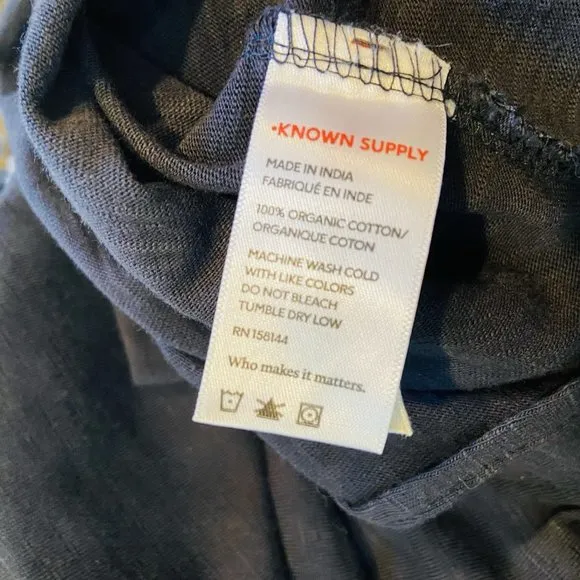 •KNOWN SUPPLY
MADE IN INDIA
FABRIQUÉ EN INDE
100% ORGANIC COTTON/
ORGANIQUE COTON
MACHINE WASH COLD
WITH LIKE COLORS
DO NOT BLEACH
TUMBLE DRY LOW
RN 158144
Who makes it matters.